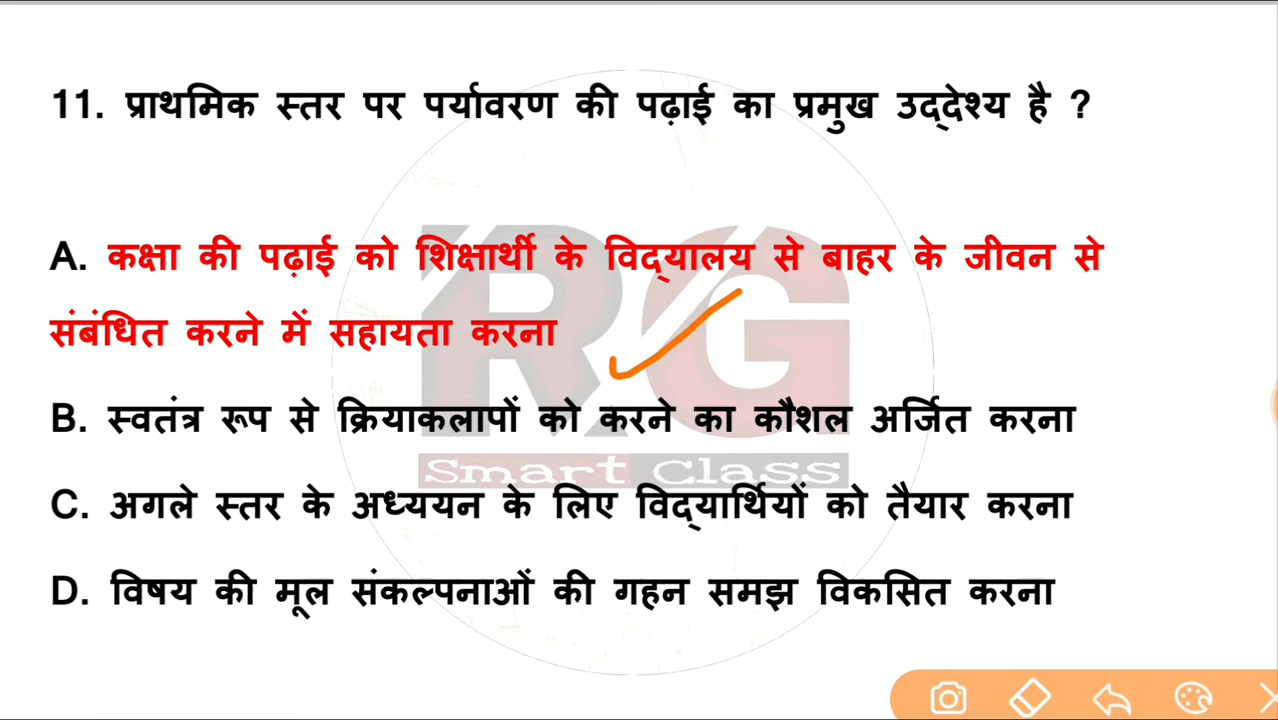 11. प्राथमिक स्तर पर पर्यावरण की पढ़ाई का प्रमुख उद्देश्य है ?
A. कक्षा की पढ़ाई को शिक्षार्थी के विद्यालय से बाहर के जीवन से
संबंधित करने में सहायता करना
B. स्वतंत्र रूप से क्रियाकलापों को करने का कौशल अर्जित करना
RG
Smart Class
C. अगले स्तर के अध्ययन के लिए विद्यार्थियों को तैयार करना
D. विषय की मूल संकल्पनाओं की गहन समझ विकसित करना